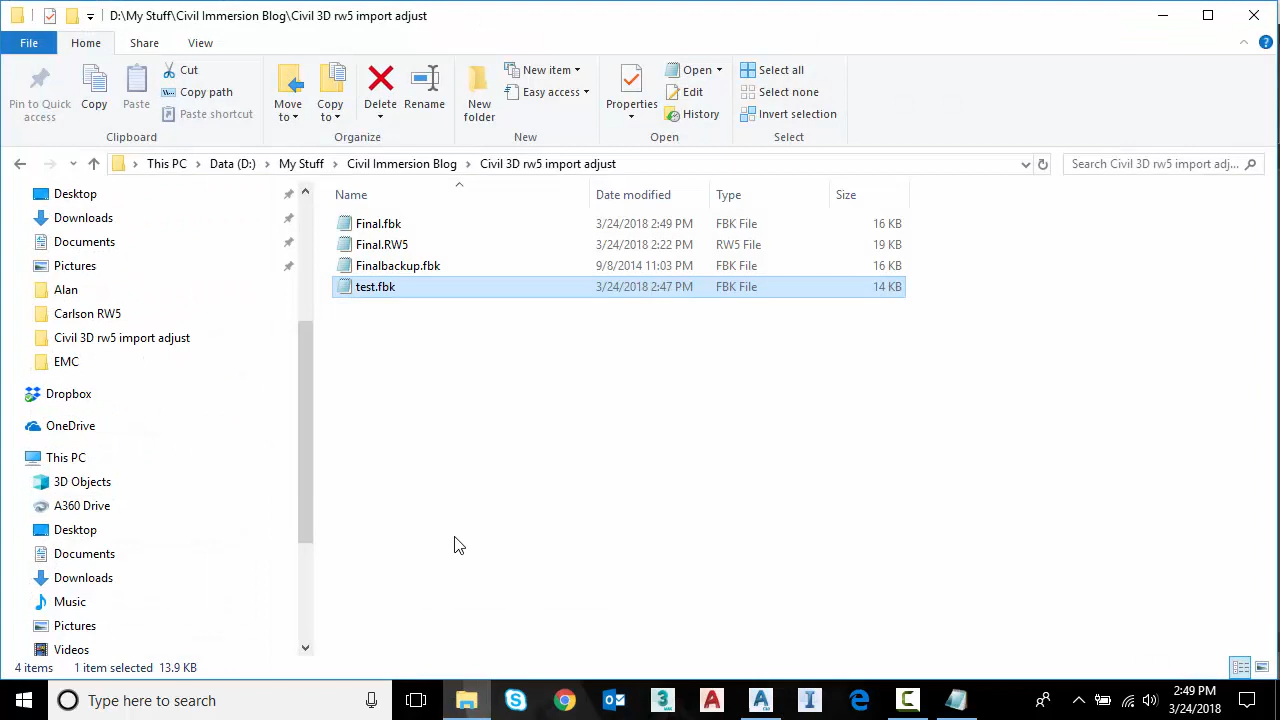 D:\My Stuff\Civil Immersion Blog\Civil 3D rw5 import adjust
File Home Share View
Pin to Quick access
Copy
Paste
Cut
Copy path
Paste shortcut
Clipboard
Move to
Copy to
Delete
Rename
Organize
New folder
New item
Easy access
New
Properties
Open
Edit
History
Open
Select all
Select none
Invert selection
Select
This PC > Data (D:) > My Stuff > Civil Immersion Blog > Civil 3D rw5 import adjust
Search Civil 3D rw5 import adj...
Desktop
Downloads
Documents
Pictures
Alan
Carlson RW5
Civil 3D rw5 import adjust
EMC
Dropbox
OneDrive
This PC
3D Objects
A360 Drive
Desktop
Documents
Downloads
Music
Pictures
Videos
Name Date modified Type Size
Final.fbk 3/24/2018 2:49 PM FBK File 16 KB
Final.RW5 3/24/2018 2:22 PM RW5 File 19 KB
Finalbackup.fbk 9/8/2014 11:03 PM FBK File 16 KB
test.fbk 3/24/2018 2:47 PM FBK File 14 KB
4 items 1 item selected 13.9 KB
Type here to search
2:49 PM
3/24/2018